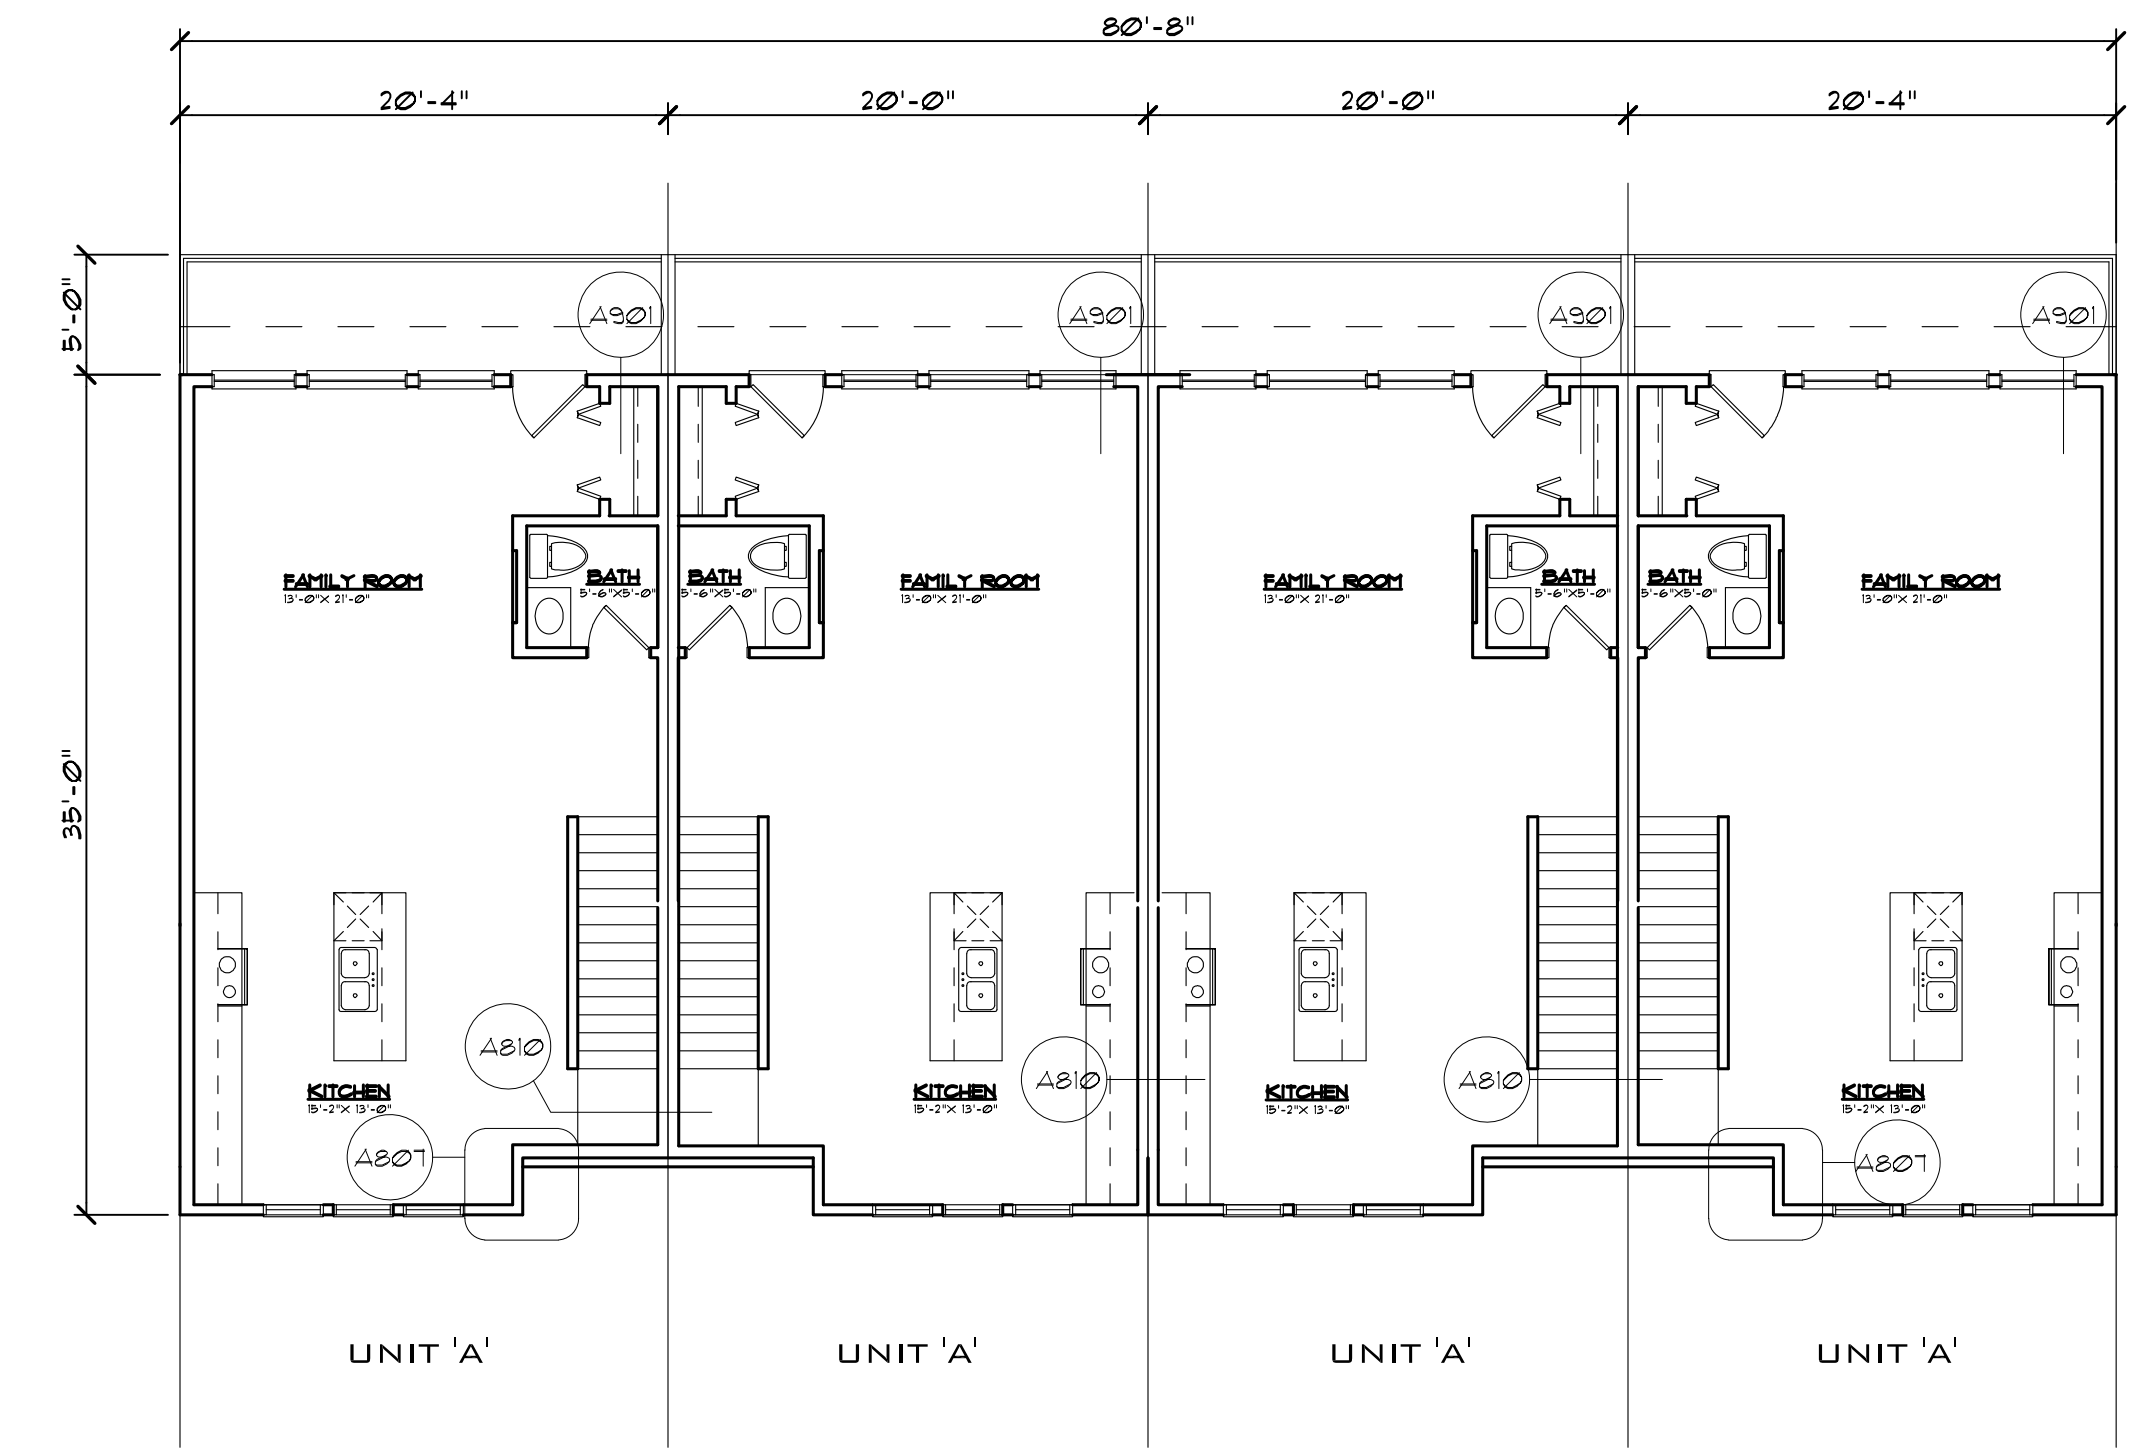 80'-8"
20'-4"
20'-0"
20'-0"
20'-4"
5'-0"
A901
A901
A901
A901
35'-0"
FAMILY ROOM
13'-0"X 21'-0"
BATH
5'-6"X5'-0"
BATH
5'-6"X5'-0"
FAMILY ROOM
13'-0"X 21'-0"
FAMILY ROOM
13'-0"X 21'-0"
BATH
5'-6"X5'-0"
BATH
5'-6"X5'-0"
FAMILY ROOM
13'-0"X 21'-0"
A810
A810
A810
KITCHEN
15'-2"X 13'-0"
KITCHEN
15'-2"X 13'-0"
KITCHEN
15'-2"X 13'-0"
KITCHEN
15'-2"X 13'-0"
A807
A807
UNIT 'A'
UNIT 'A'
UNIT 'A'
UNIT 'A'